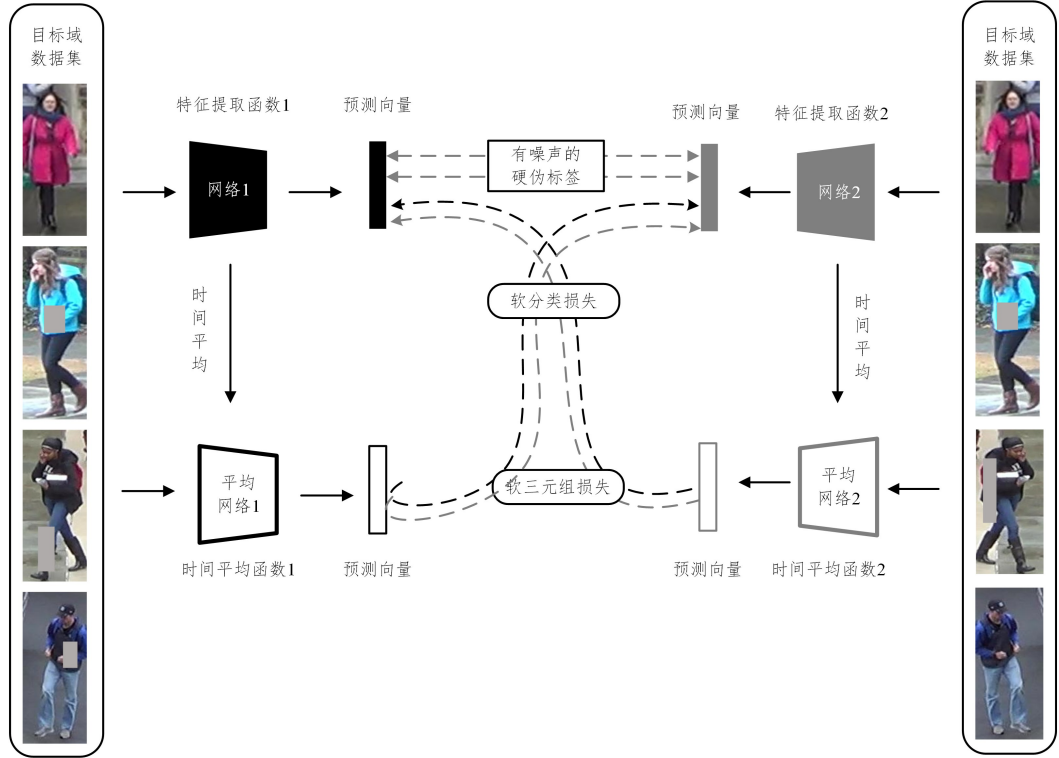 目标域
数据集
特征提取函数1
预测向量
预测向量
特征提取函数2
目标域
数据集
网络1
有噪声的
硬伪标签
网络2
时间平均
软分类损失
时间平均
平均
网络1
软三元组损失
平均
网络2
时间平均函数1
预测向量
预测向量
时间平均函数2